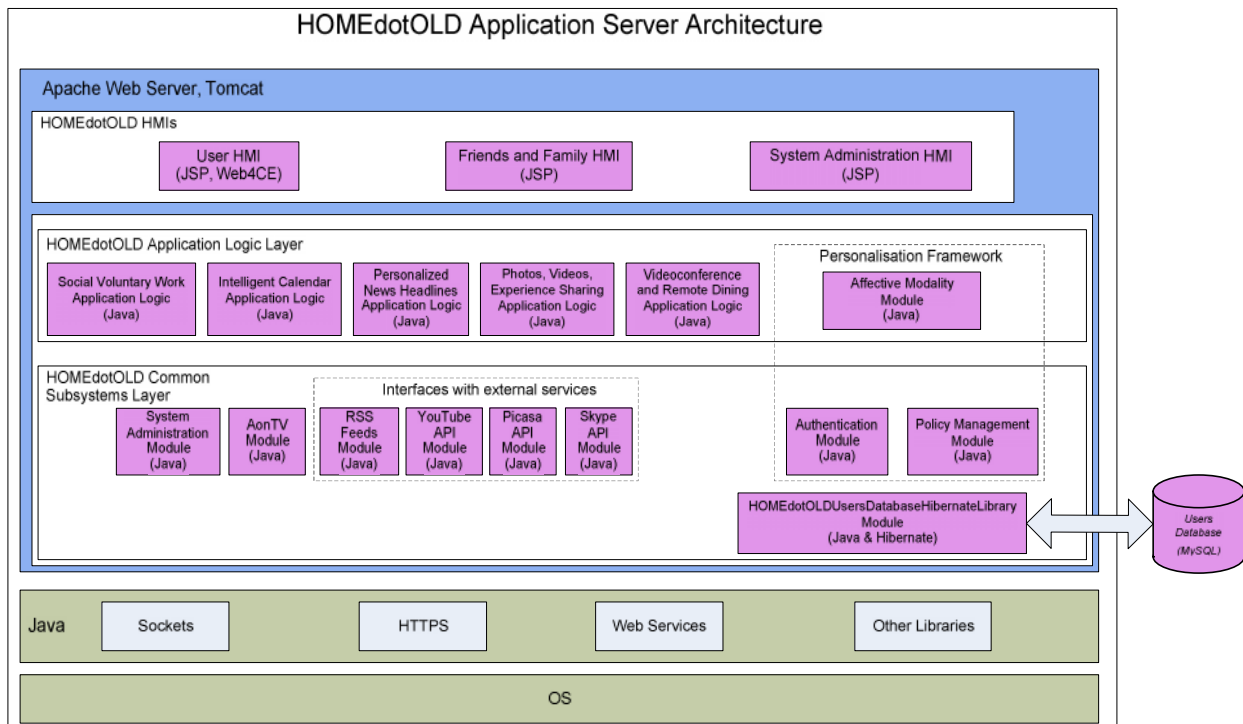 HOMEdotOLD Application Server Architecture
Apache Web Server, Tomcat
HOMEdotOLD HMIs
User HMI
(JSP, Web4CE)
Friends and Family HMI
(JSP)
System Administration HMI
(JSP)
HOMEdotOLD Application Logic Layer
Social Voluntary Work
Application Logic
(Java)
Intelligent Calendar
Application Logic
(Java)
Personalized
News Headlines
Application Logic
(Java)
Photos, Videos,
Experience Sharing
Application Logic
(Java)
Videoconference
and Remote Dining
Application Logic
(Java)
Personalisation Framework
Affective Modality
Module
(Java)
HOMEdotOLD Common
Subsystems Layer
System
Administration
Module
(Java)
AonTV
Module
(Java)
Interfaces with external services
RSS
Feeds
Module
(Java)
YouTube
API
Module
(Java)
Picasa
API
Module
(Java)
Skype
API
Module
(Java)
Authentication
Module
(Java)
Policy Management
Module
(Java)
HOMEdotOLDUsersDatabaseHibernateLibrary
Module
(Java & Hibernate)
Users
Database
(MySQL)
Java
Sockets
HTTPS
Web Services
Other Libraries
OS